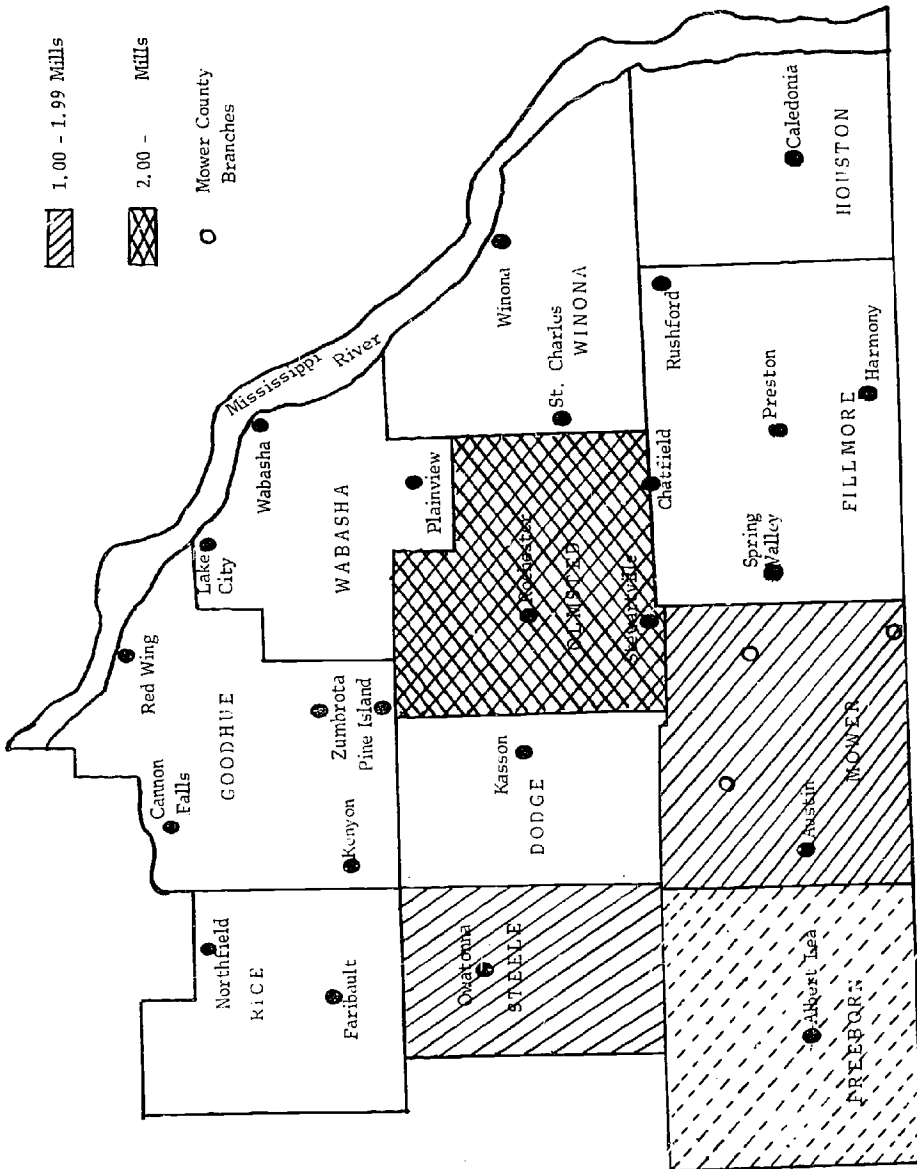 1.00 - 1.99 Mills
2.00 - Mills
Mower County
Branches
Mississippi
River
Cannon
Falls
Red Wing
GOODHUE
Lake
City
Wabasha
WABASHA
Northfield
RICE
Faribault
Kenyon
Zumbrota
Pine Island
Plainview
Winona
St. Charles
WINONA
Owatonna
STEELE
Kasson
DODGE
Rochester
OLMSTED
Stewartville
Chatfield
Rushford
Caledonia
HOUSTON
Albert Lea
FREEBORN
Austin
MOWER
Spring
Valley
Preston
FILLMORE
Harmony